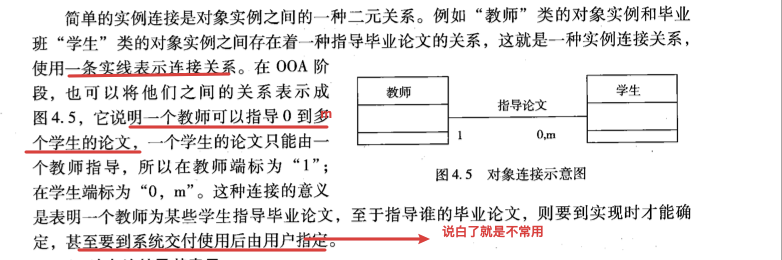 简单的实例连接是对象实例之间的一种二元关系。例如“教师”类的对象实例和毕业
班“学生”类的对象实例之间存在着一种指导毕业论文的关系，这就是一种实例连接关系，
使用一条实线表示连接关系。在 OOA 阶
段，也可以将他们之间的关系表示成
图4.5，它说明一个教师可以指导0到多
m
个学生的论文，一个学生的论文只能由一
个教师指导，所以在教师端标为“1”；
在学生端标为“0，m”。这种连接的意义
教师
指导论文
学生
1
0,m
图4.5 对象连接示意图
是表明一个教师为某些学生指导毕业论文，至于指导谁的毕业论文，则要到实现时才能确
定，甚至要到系统交付使用后由用户指定。
说白了就是不常用